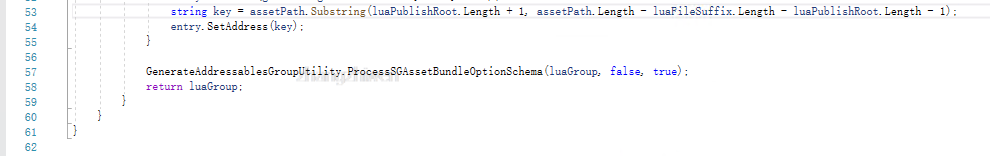 53 string key = assetPath.Substring(luaPublishRoot.Length + 1, assetPath.Length - luaFileSuffix.Length - luaPublishRoot.Length - 1);
54 entry.SetAddress(key);
55 }
56
57 GenerateAddressablesGroupUtility.ProcessSGAssetBundleOptionSchema(luaGroup, false, true);
58 return luaGroup;
59 }
60 }
61 }
62